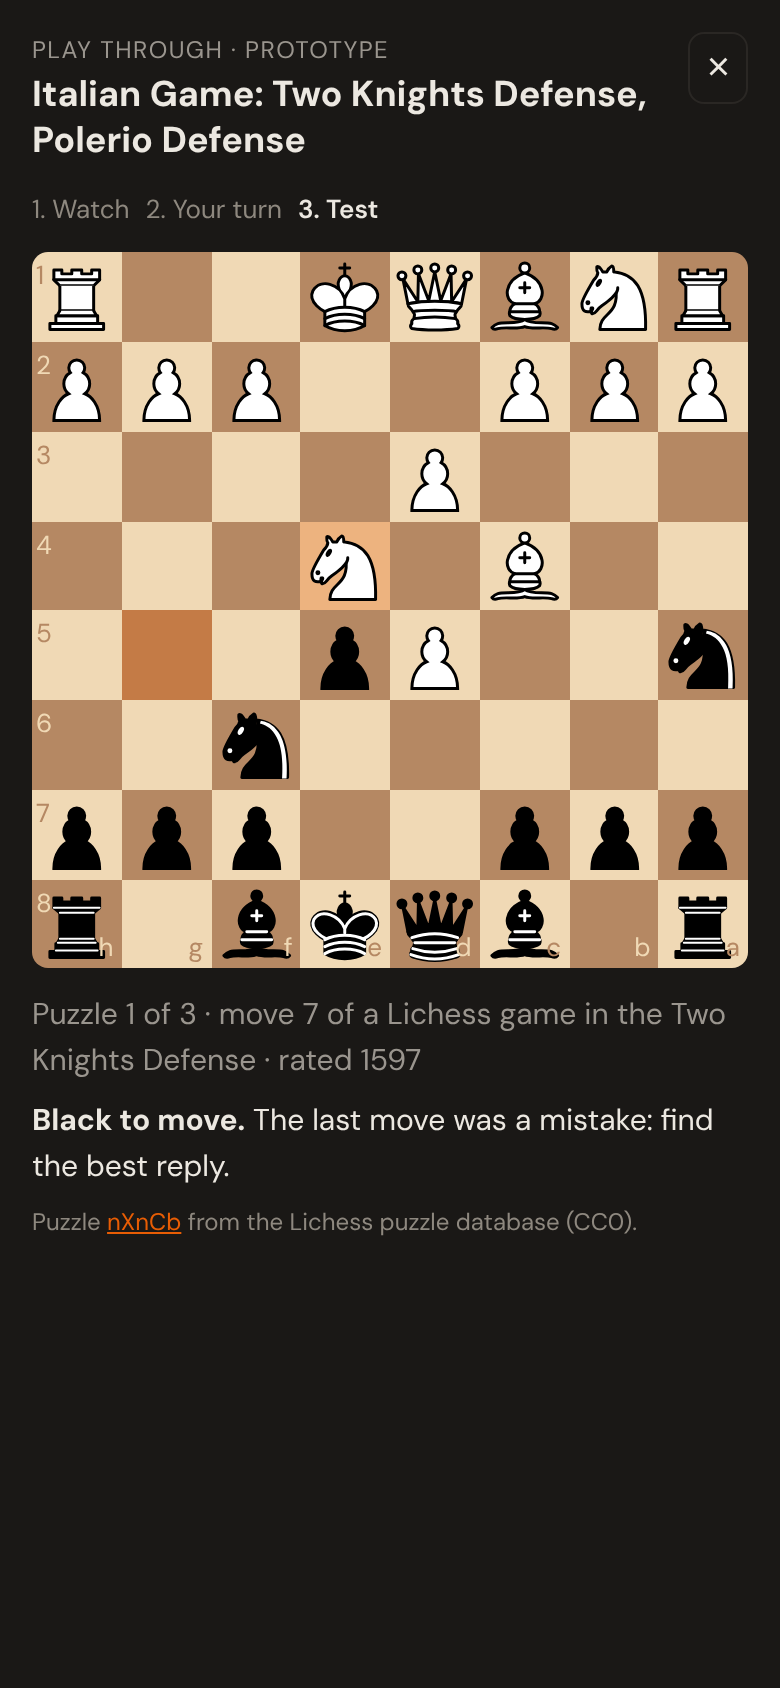 PLAY THROUGH · PROTOTYPE
Italian Game: Two Knights Defense,
Polerio Defense
×
1. Watch 2. Your turn 3. Test
1
2
3
4
5
6
7
8
h g f e d c b a
Puzzle 1 of 3 · move 7 of a Lichess game in the Two
Knights Defense · rated 1597
Black to move. The last move was a mistake: find
the best reply.
Puzzle nXnCb from the Lichess puzzle database (CC0).